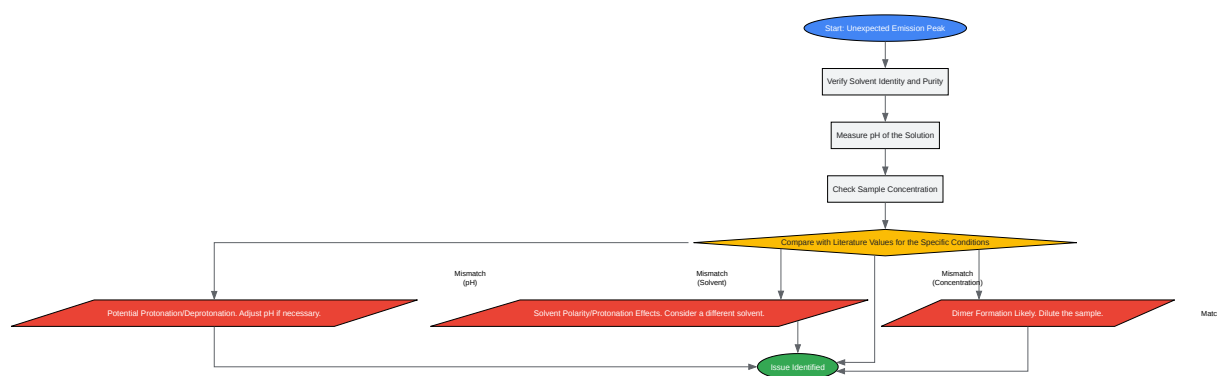 Start: Unexpected Emission Peak
Verify Solvent Identity and Purity
Measure pH of the Solution
Check Sample Concentration
Compare with Literature Values for the Specific Conditions
Mismatch
(pH)
Mismatch
(Solvent)
Mismatch
(Concentration)
Potential Protonation/Deprotonation. Adjust pH if necessary.
Solvent Polarity/Protonation Effects. Consider a different solvent.
Dimer Formation Likely. Dilute the sample.
Matc
Issue Identified